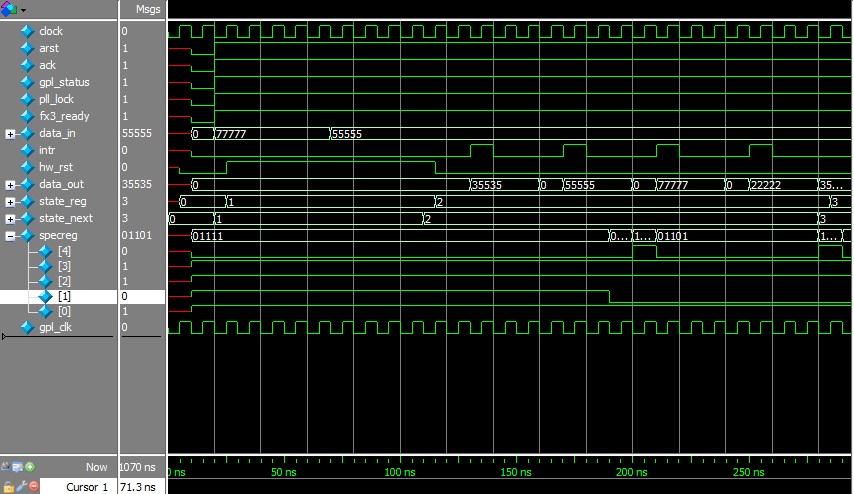 Msgs
clock 0
arst 1
ack 1
gpl_status 1
pll_lock 1
fx3_ready 1
data_in 55555 0 77777 55555
intr 0
hw_rst 0
data_out 35535 0 35535 0 55555 0 77777 0 22222 35...
state_reg 3 0 1 2 3
state_next 3 0 1 2 3
specreg 01101 01111 0... 1... 01101 1...
[4] 0
[3] 1
[2] 1
[1] 0
[0] 1
gpl_clk 0
Now 1070 ns ns 50 ns 100 ns 150 ns 200 ns 250 ns
Cursor 1 71.3 ns